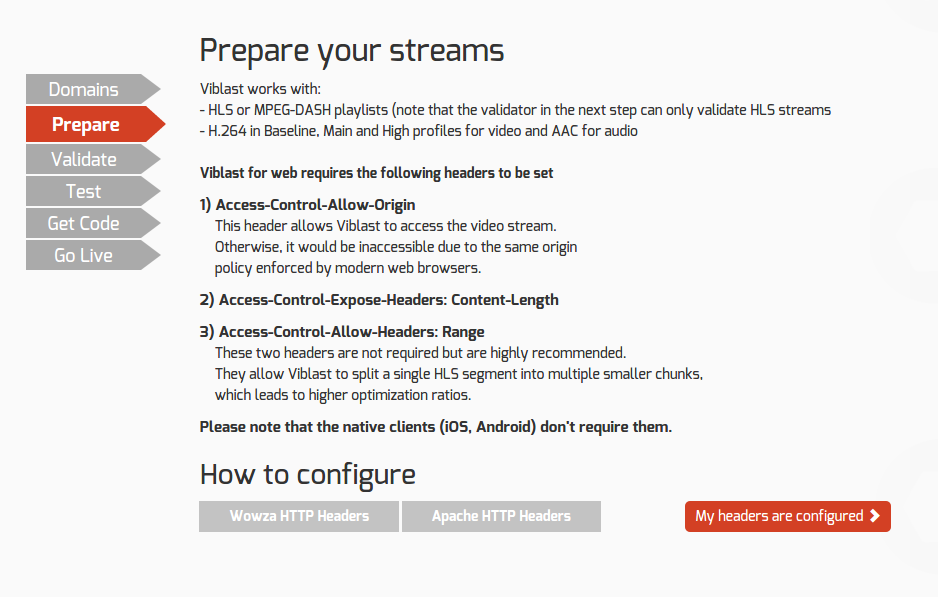 Prepare your streams
Domains
Prepare
Validate
Test
Get Code
Go Live
Viblast works with:
- HLS or MPEG-DASH playlists (note that the validator in the next step can only validate HLS streams
- H.264 in Baseline, Main and High profiles for video and AAC for audio
Viblast for web requires the following headers to be set
1) Access-Control-Allow-Origin
This header allows Viblast to access the video stream.
Otherwise, it would be inaccessible due to the same origin
policy enforced by modern web browsers.
2) Access-Control-Expose-Headers: Content-Length
3) Access-Control-Allow-Headers: Range
These two headers are not required but are highly recommended.
They allow Viblast to split a single HLS segment into multiple smaller chunks,
which leads to higher optimization ratios.
Please note that the native clients (iOS, Android) don't require them.
How to configure
Wowza HTTP Headers
Apache HTTP Headers
My headers are configured